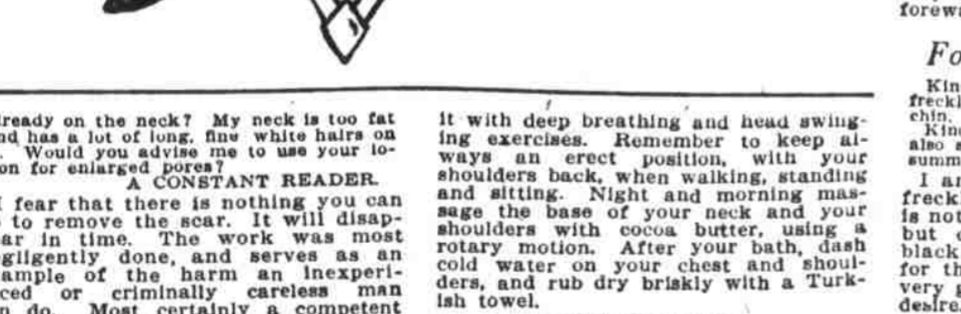 lready on the neck? My neck is too fat
nd has a lot of long, fine white hairs on
. Would you advise me to use your lo-
on for enlarged pores?
A CONSTANT READER.
I fear that there is nothing you can
to remove the scar. It will disap-
ar in time. The work was most
gligently done, and serves as an
ample of the harm an inexperi-
ced or criminally careless man
n do. Most certainly a competent
it with deep breathing and head swing-
ing exercises. Remember to keep al-
ways an erect position, with your
shoulders back, when walking, standing
and sitting. Night and morning mas-
sage the base of your neck and your
shoulders with cocoa butter, using a
rotary motion. After your bath, dash
cold water on your chest and shoul-
ders, and rub dry briskly with a Turk-
ish towel.
forewa
Fo
Kin
freckl
chin.
Kind
also s
summ
I ar
freckl
is not
but c
black
for th
very g
desire.